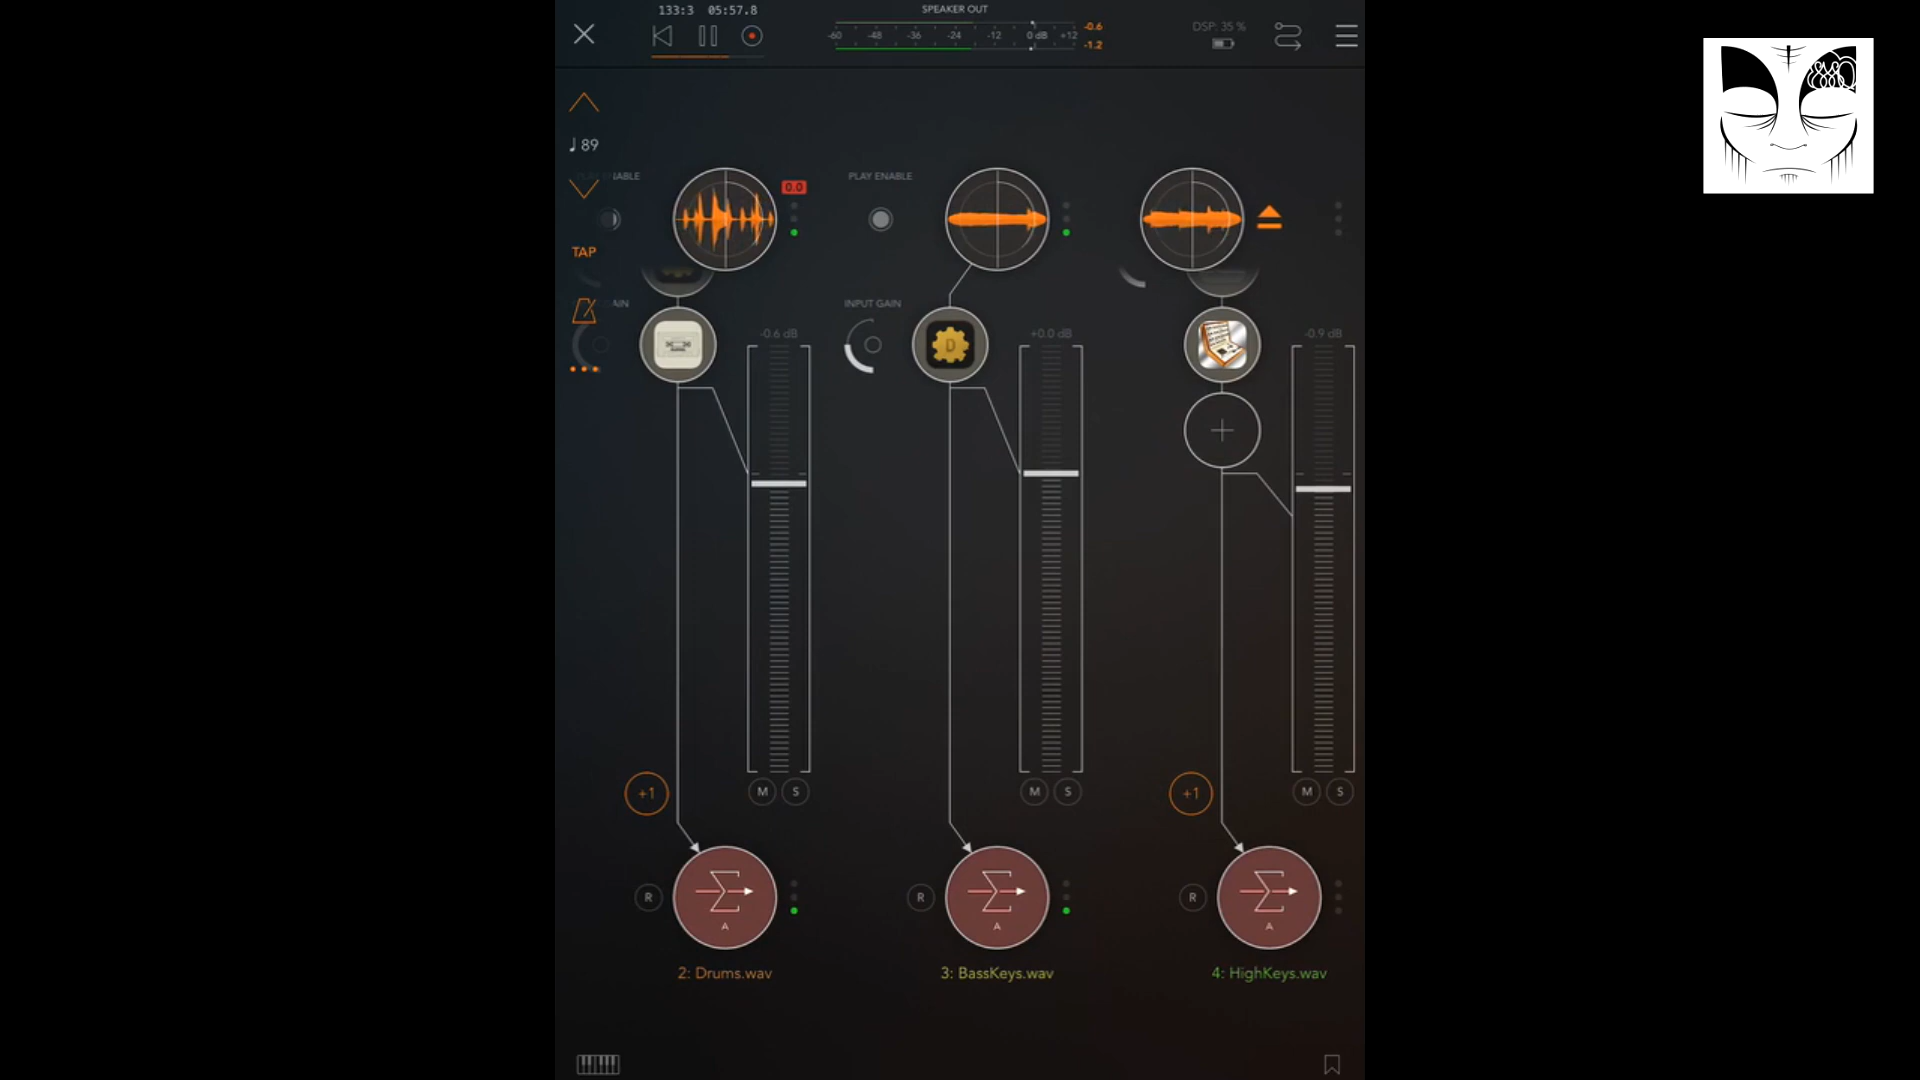 133:3 05:57.8
SPEAKER OUT
-60 -48 -36 -24 -12 0 dB +12
-0.6
-1.2
DSP: 35 %
89
ABLE
PLAY ENABLE
0.0
TAP
AIN
INPUT GAIN
-0.6 dB
+0.0 dB
-0.9 dB
D
+1
M S
M S
+1
M S
R
A
R
A
R
A
2: Drums.wav
3: BassKeys.wav
4: HighKeys.wav